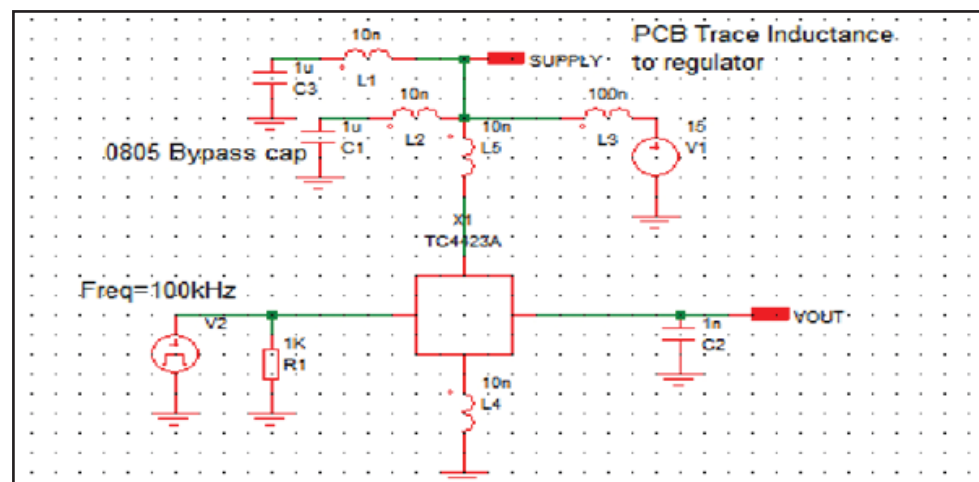 10n
PCB Trace Inductance
to regulator
SUPPLY
1u
C3
L1
10n
100n
1u
C1
L2
10n
L5
L3
15
V1
.0805 Bypass cap
X1
TC4423A
Freq=100kHz
V2
1K
R1
1n
C2
VOUT
10n
L4